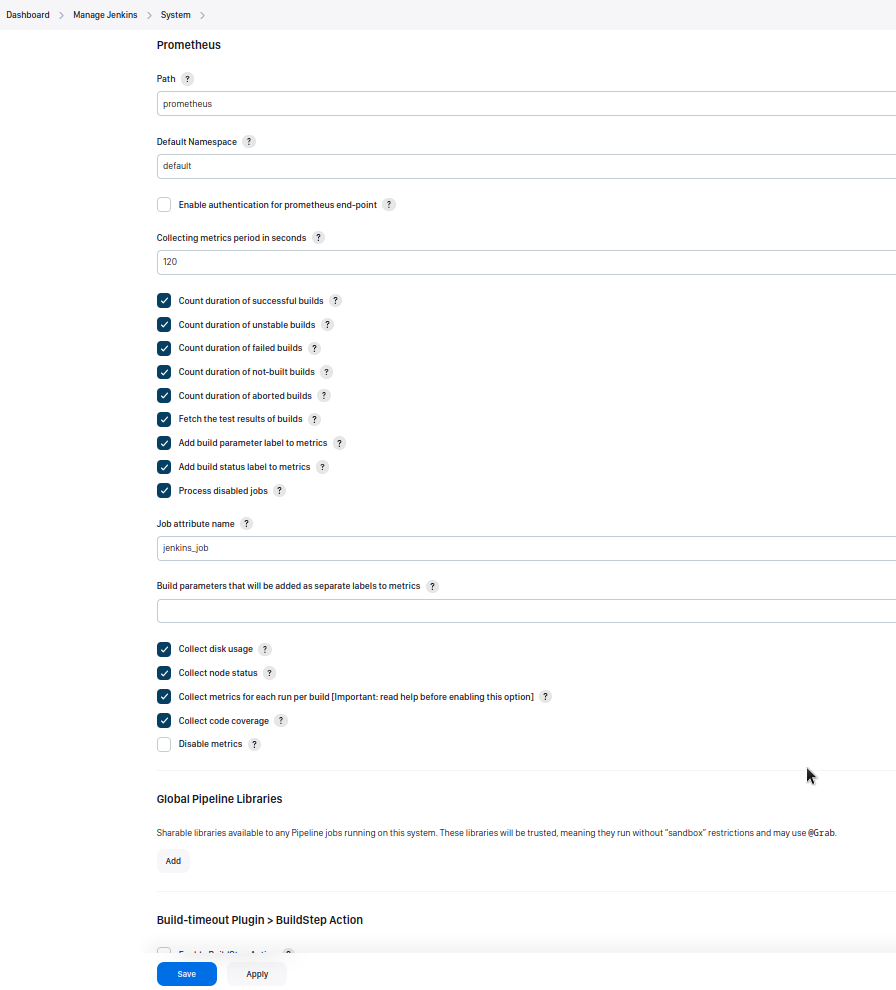 Dashboard > Manage Jenkins > System >
Prometheus
Path ?
prometheus
Default Namespace ?
default
Enable authentication for prometheus end-point ?
Collecting metrics period in seconds ?
120
Count duration of successful builds ?
Count duration of unstable builds ?
Count duration of failed builds ?
Count duration of not-built builds ?
Count duration of aborted builds ?
Fetch the test results of builds ?
Add build parameter label to metrics ?
Add build status label to metrics ?
Process disabled jobs ?
Job attribute name ?
jenkins_job
Build parameters that will be added as separate labels to metrics ?
Collect disk usage ?
Collect node status ?
Collect metrics for each run per build [Important: read help before enabling this option] ?
Collect code coverage ?
Disable metrics ?
Global Pipeline Libraries
Sharable libraries available to any Pipeline jobs running on this system. These libraries will be trusted, meaning they run without "sandbox" restrictions and may use @Grab.
Add
Build-timeout Plugin > BuildStep Action
Save Apply